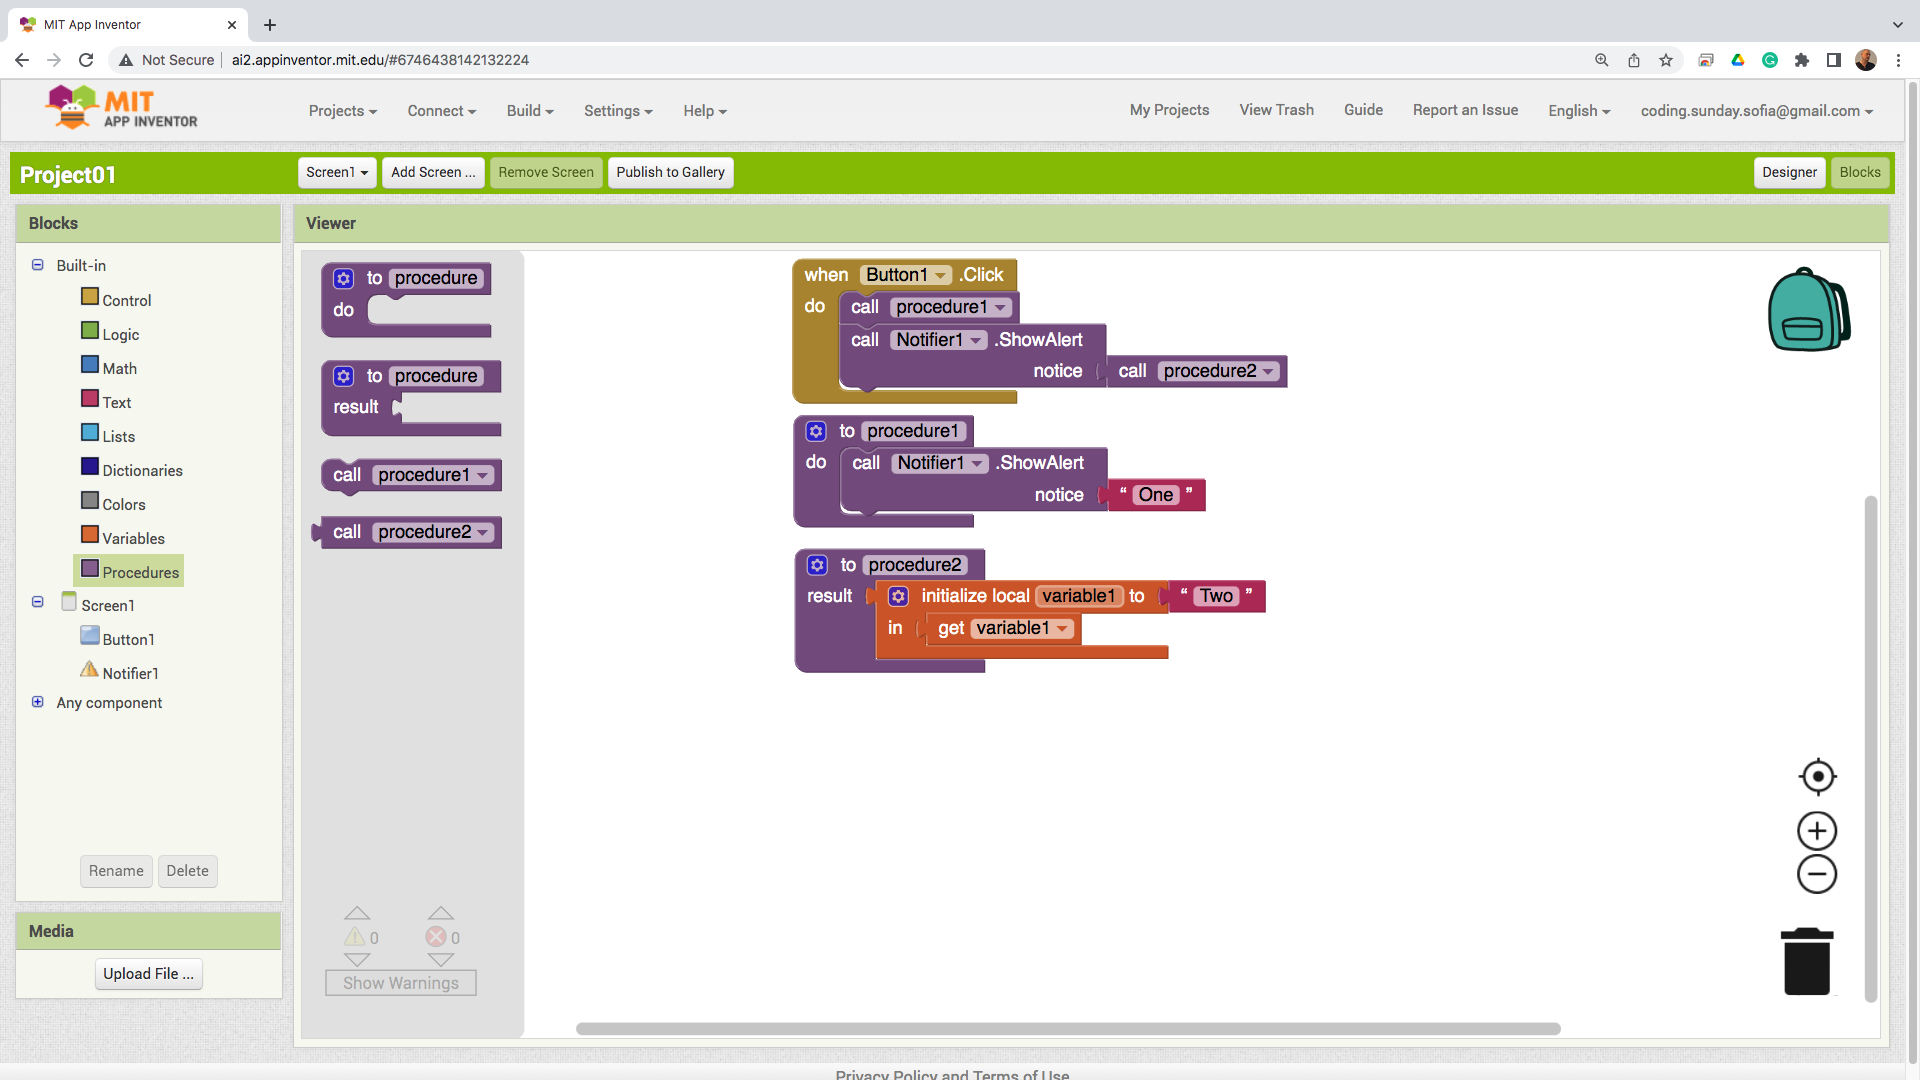 MIT App Inventor
Not Secure ai2.appinventor.mit.edu/#6746438142132224
MIT
APP INVENTOR
Projects Connect Build Settings Help My Projects View Trash Guide Report an Issue English coding.sunday.sofia@gmail.com
Project01 Screen1 Add Screen ... Remove Screen Publish to Gallery Designer Blocks
Blocks
Built-in
Control
Logic
Math
Text
Lists
Dictionaries
Colors
Variables
Procedures
Screen1
Button1
Notifier1
Any component
Rename Delete
Media
Upload File ...
Viewer
to procedure
do
to procedure
result
call procedure1
call procedure2
0 0
Show Warnings
when Button1 .Click
do call procedure1
call Notifier1 .ShowAlert
notice call procedure2
to procedure1
do call Notifier1 .ShowAlert
notice “ One ”
to procedure2
result initialize local variable1 to “ Two ”
in get variable1
Privacy Policy and Terms of Use